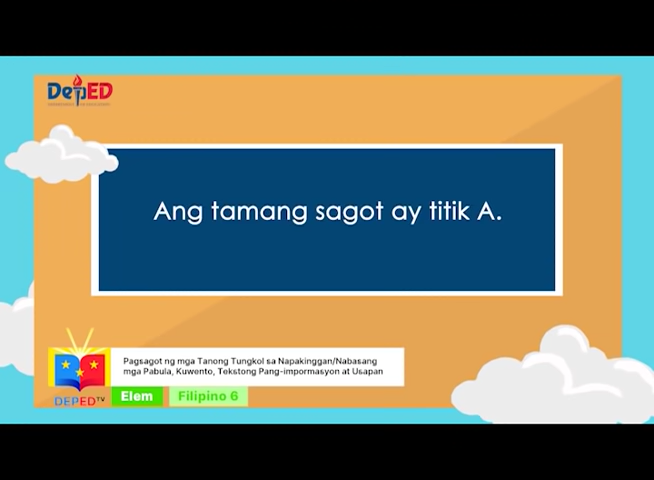 DepED
Ang tamang sagot ay titik A.
Pagsagot ng mga Tanong Tungkol sa Napakinggan/Nabasang
mga Pabula, Kuwento, Tekstong Pang-impormasyon at Usapan
DEPED TV
Elem
Filipino 6